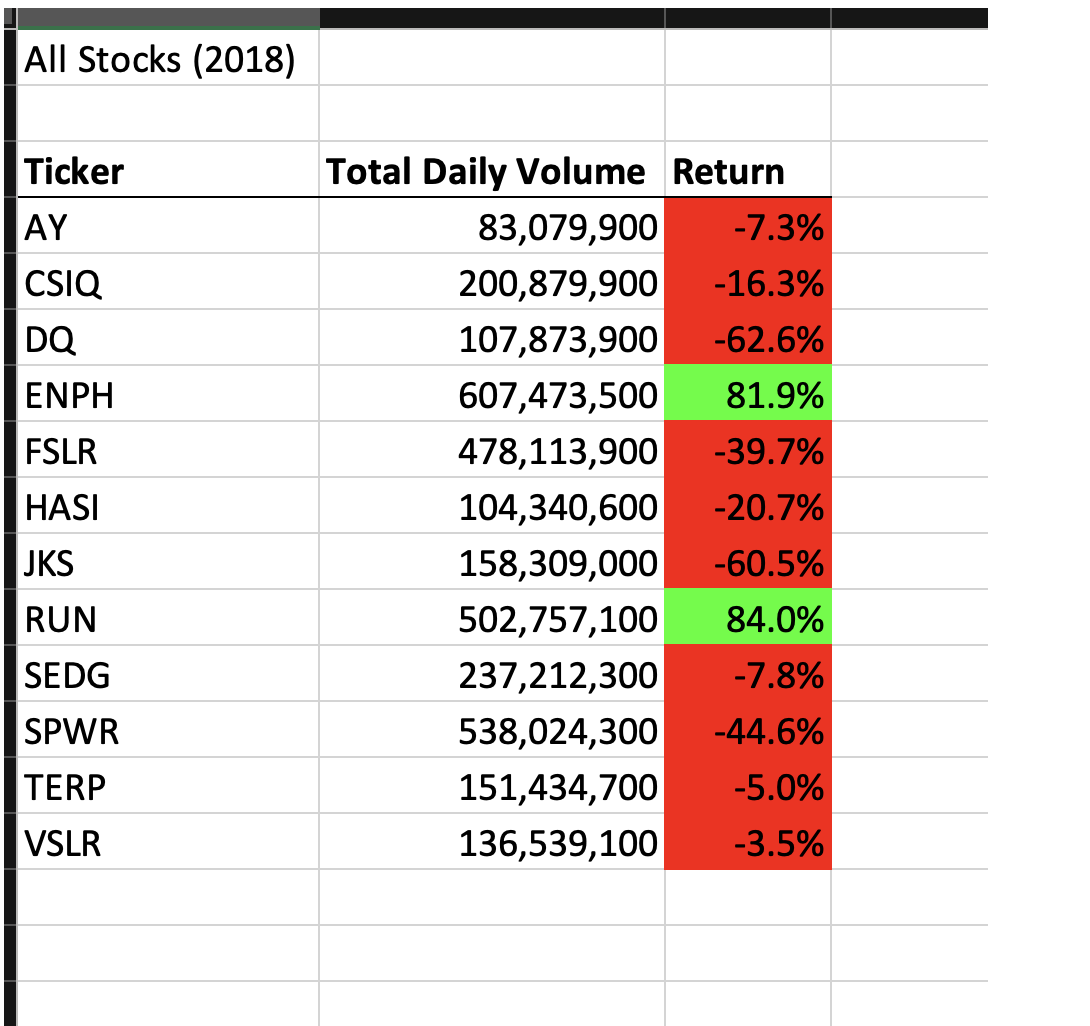 All Stocks (2018)
Ticker Total Daily Volume Return
AY 83,079,900 -7.3%
CSIQ 200,879,900 -16.3%
DQ 107,873,900 -62.6%
ENPH 607,473,500 81.9%
FSLR 478,113,900 -39.7%
HASI 104,340,600 -20.7%
JKS 158,309,000 -60.5%
RUN 502,757,100 84.0%
SEDG 237,212,300 -7.8%
SPWR 538,024,300 -44.6%
TERP 151,434,700 -5.0%
VSLR 136,539,100 -3.5%